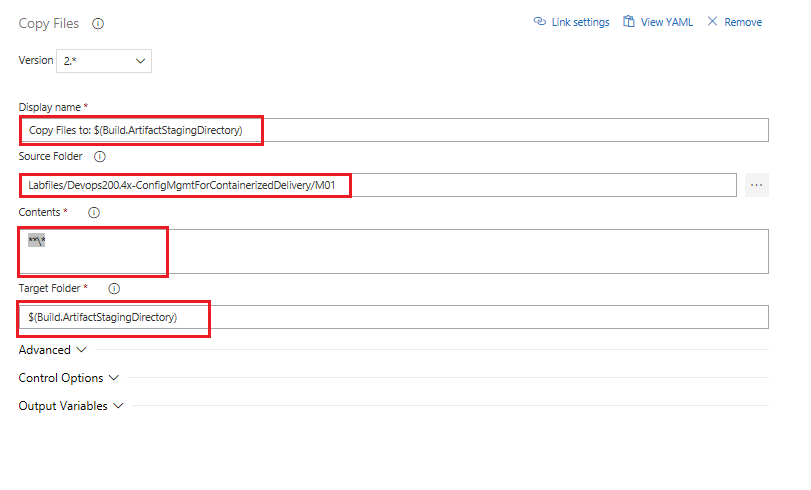 Copy Files
Link settings
View YAML
Remove
Version 2.*
Display name *
Copy Files to: $(Build.ArtifactStagingDirectory)
Source Folder
Labfiles/Devops200.4x-ConfigMgmtForContainerizedDelivery/M01
...
Contents *
**\*
Target Folder *
$(Build.ArtifactStagingDirectory)
Advanced
Control Options
Output Variables